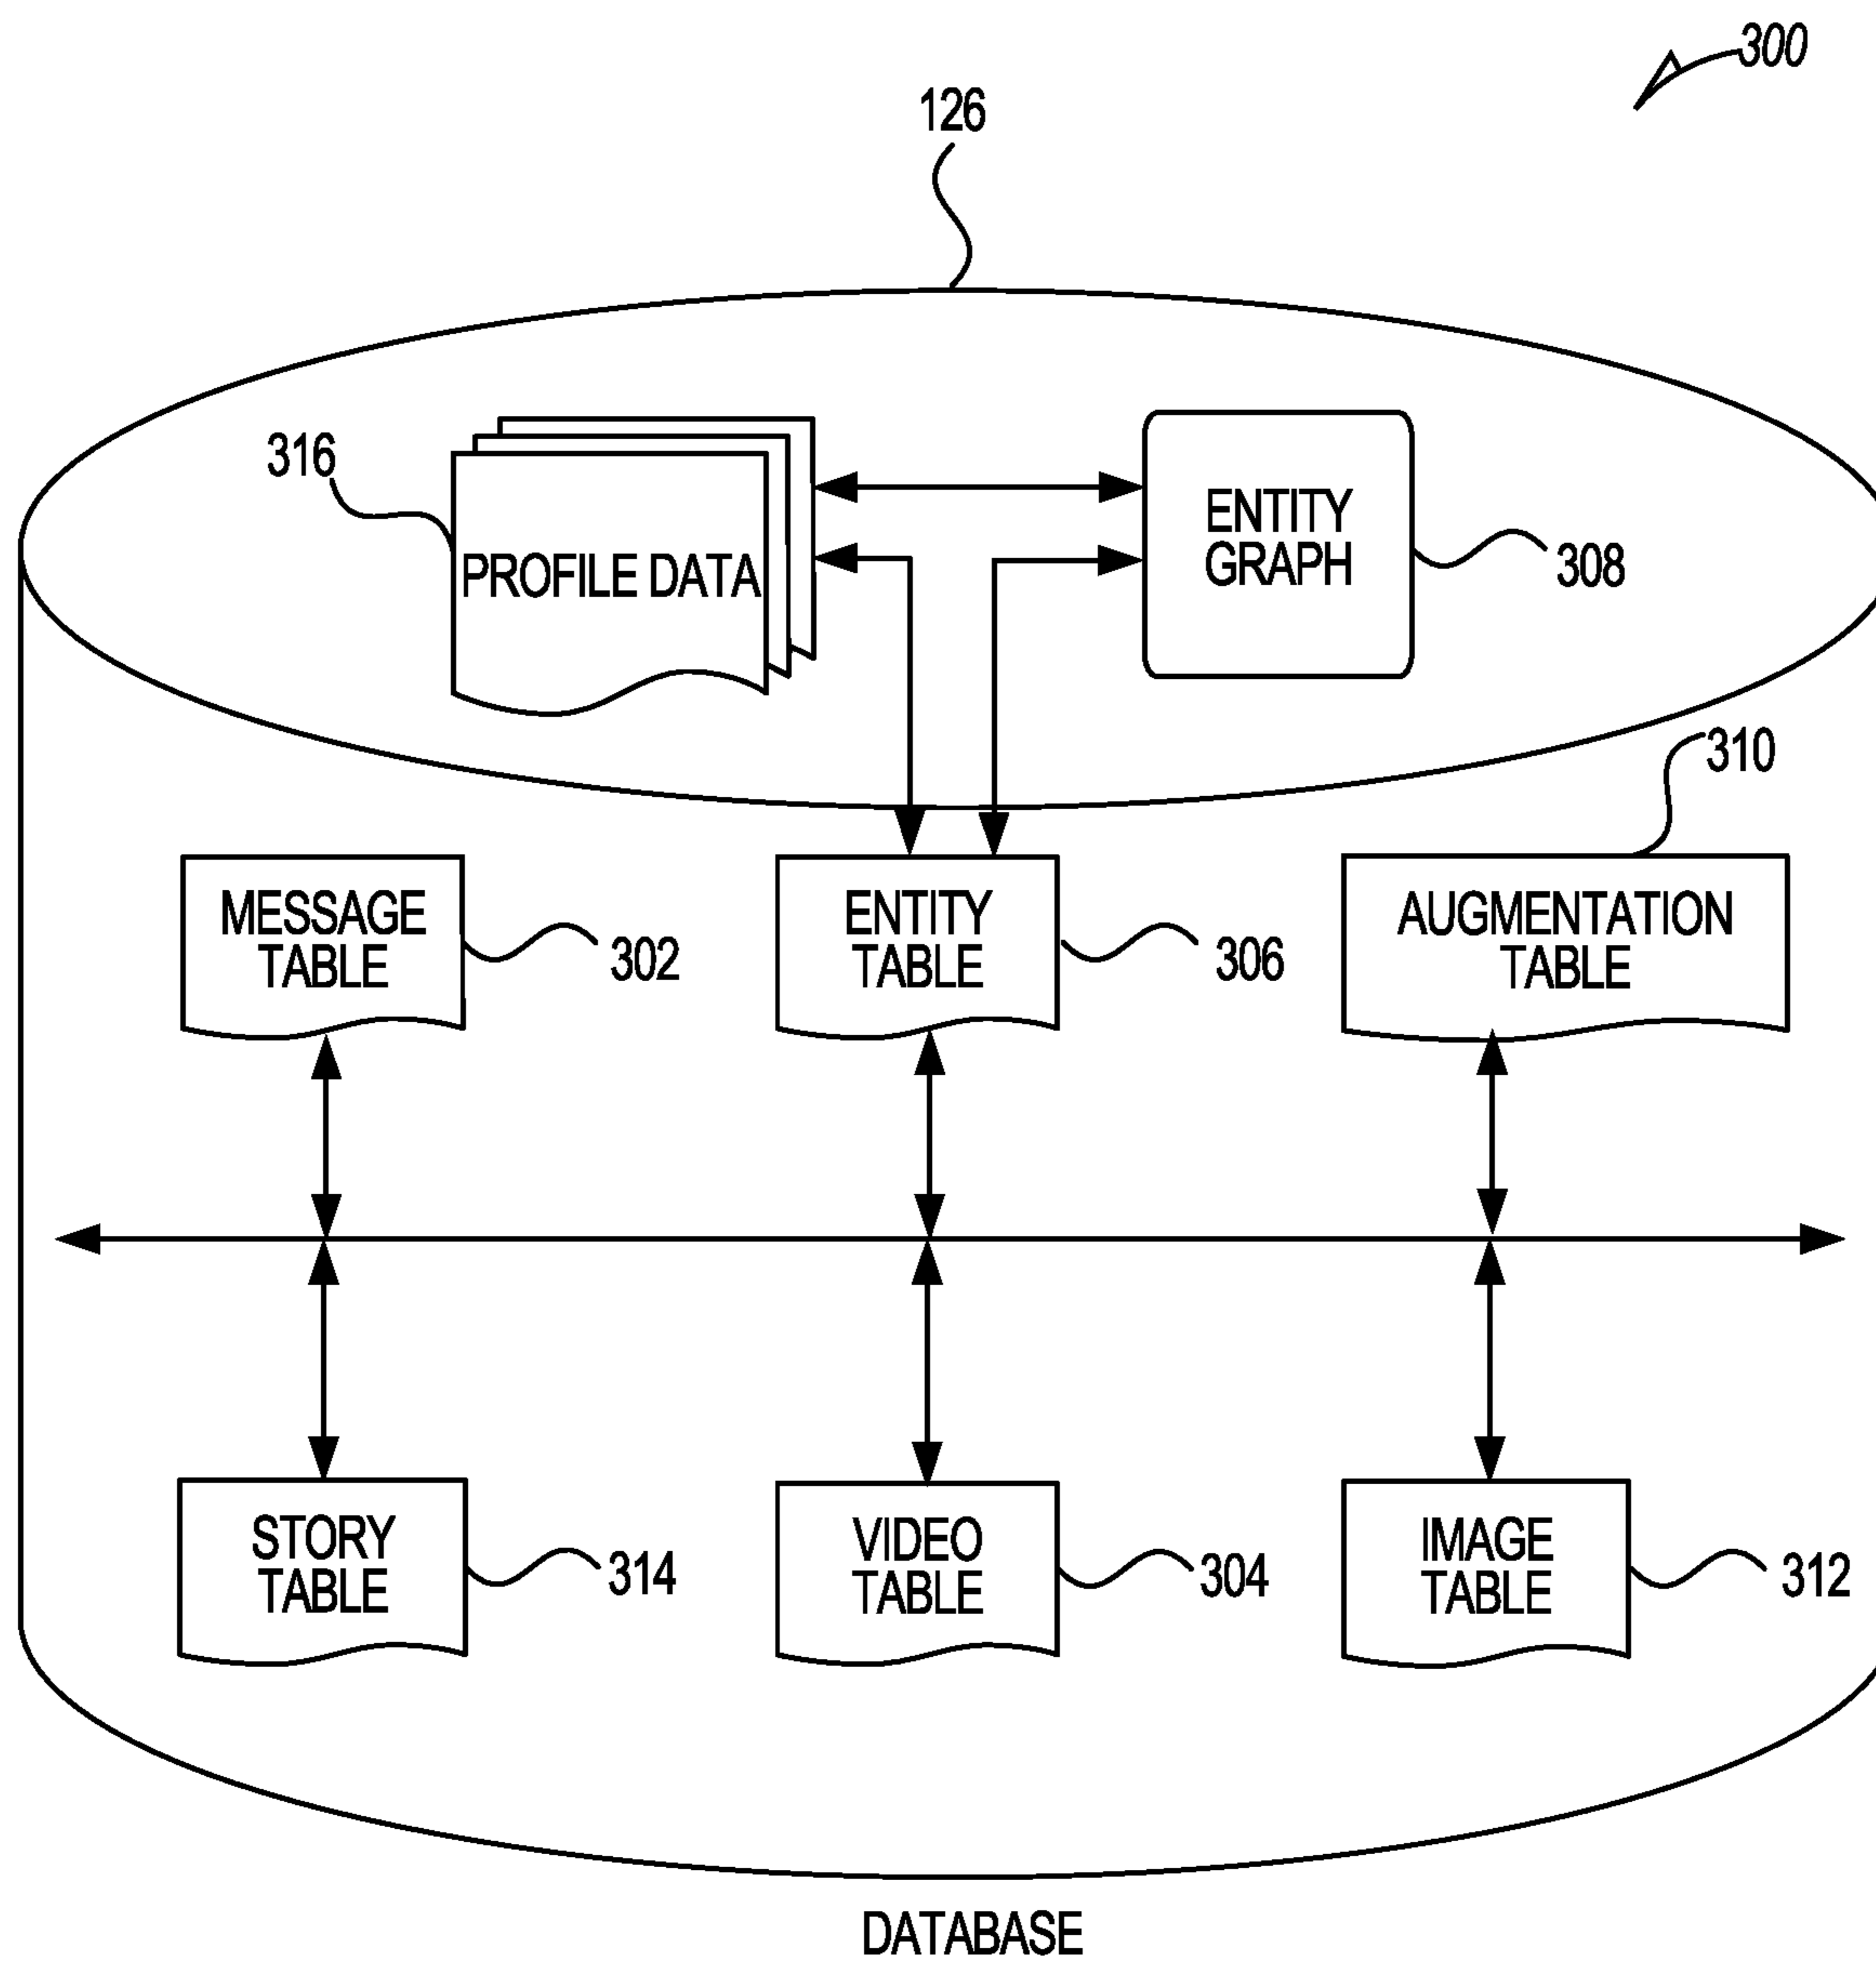 300
126
316
PROFILE DATA
ENTITY
GRAPH
308
310
MESSAGE
TABLE
302
ENTITY
TABLE
306
AUGMENTATION
TABLE
STORY
TABLE
314
VIDEO
TABLE
304
IMAGE
TABLE
312
DATABASE